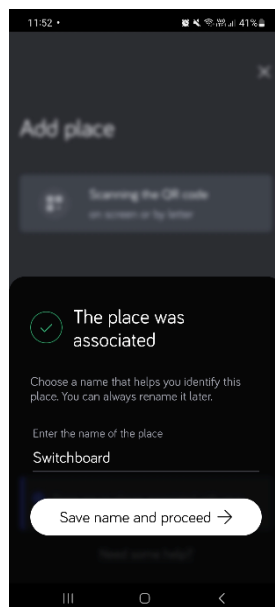 11:52
41%
Add place
Scanning the QR code
on screen or by letter
The place was
associated
Choose a name that helps you identify this
place. You can always rename it later.
Enter the name of the place
Switchboard
Save name and proceed →
Need some help?